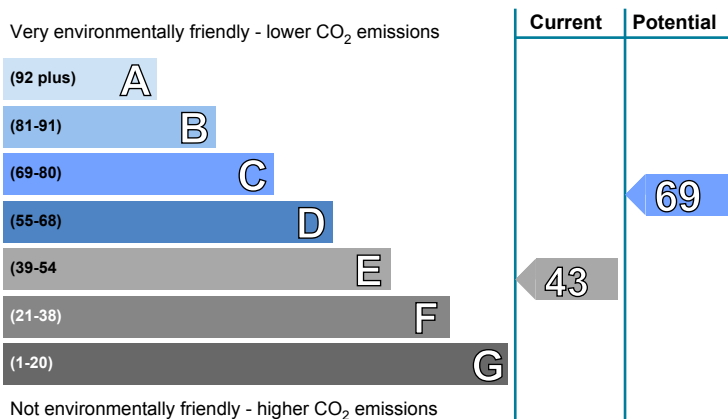 Current Potential
Very environmentally friendly - lower CO2 emissions
(92 plus) A
(81-91) B
(69-80) C
69
(55-68) D
(39-54 E
43
(21-38) F
(1-20) G
Not environmentally friendly - higher CO2 emissions